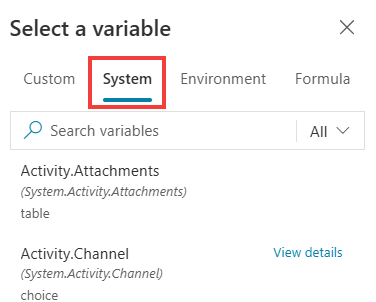 Select a variable
Custom System Environment Formula
Search variables All
Activity.Attachments
(System.Activity.Attachments)
table
Activity.Channel View details
(System.Activity.Channel)
choice